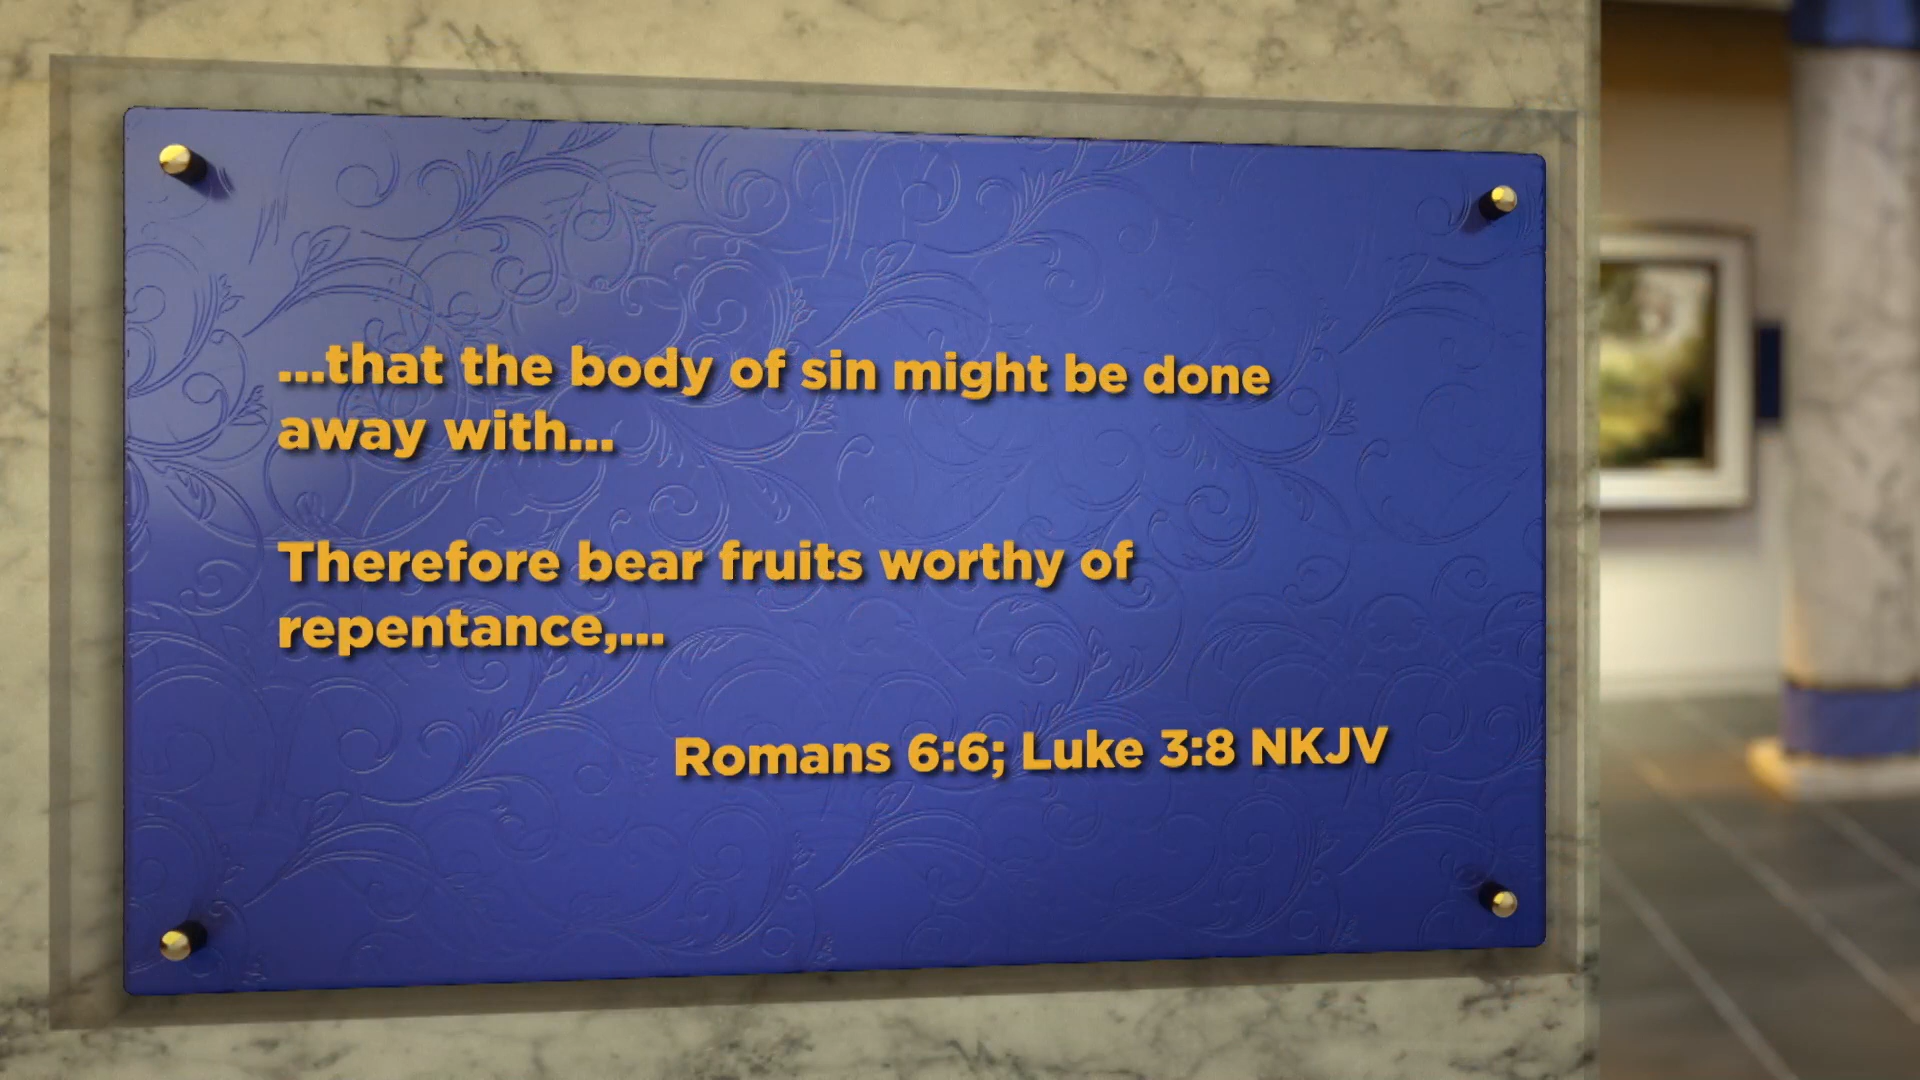 ...that the body of sin might be done
away with...
Therefore bear fruits worthy of
repentance,...
Romans 6:6; Luke 3:8 NKJV